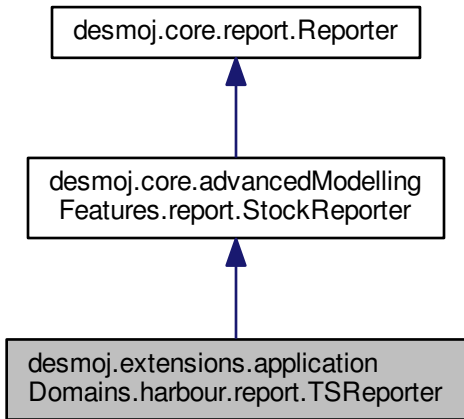 desmoj.core.report.Reporter
desmoj.core.advancedModelling
Features.report.StockReporter
desmoj.extensions.application
Domains.harbour.report.TSReporter